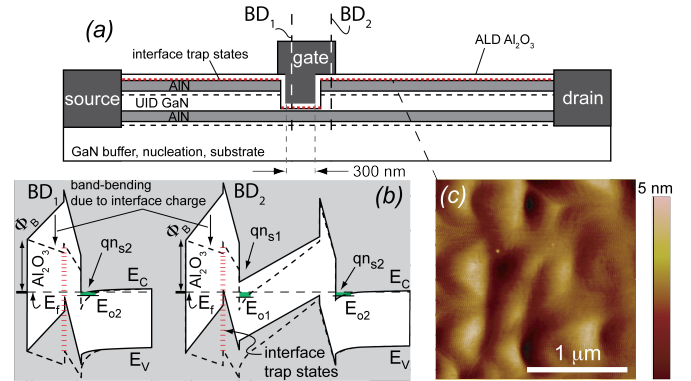 BD1 BD2
(a)
ALD Al2O3
interface trap states
gate
AlN
source
UID GaN
drain
AlN
GaN buffer, nucleation, substrate
300 nm
BD1
band-bending
due to interface charge
BD2
(b)
(c)
5 nm
ΦB
qns2
qns1
Al2O3
Al2O3
qns2
EC
EC
Ef
Eo2
Ef
Eo1
Eo2
EV
EV
interface
trap states
1 μm